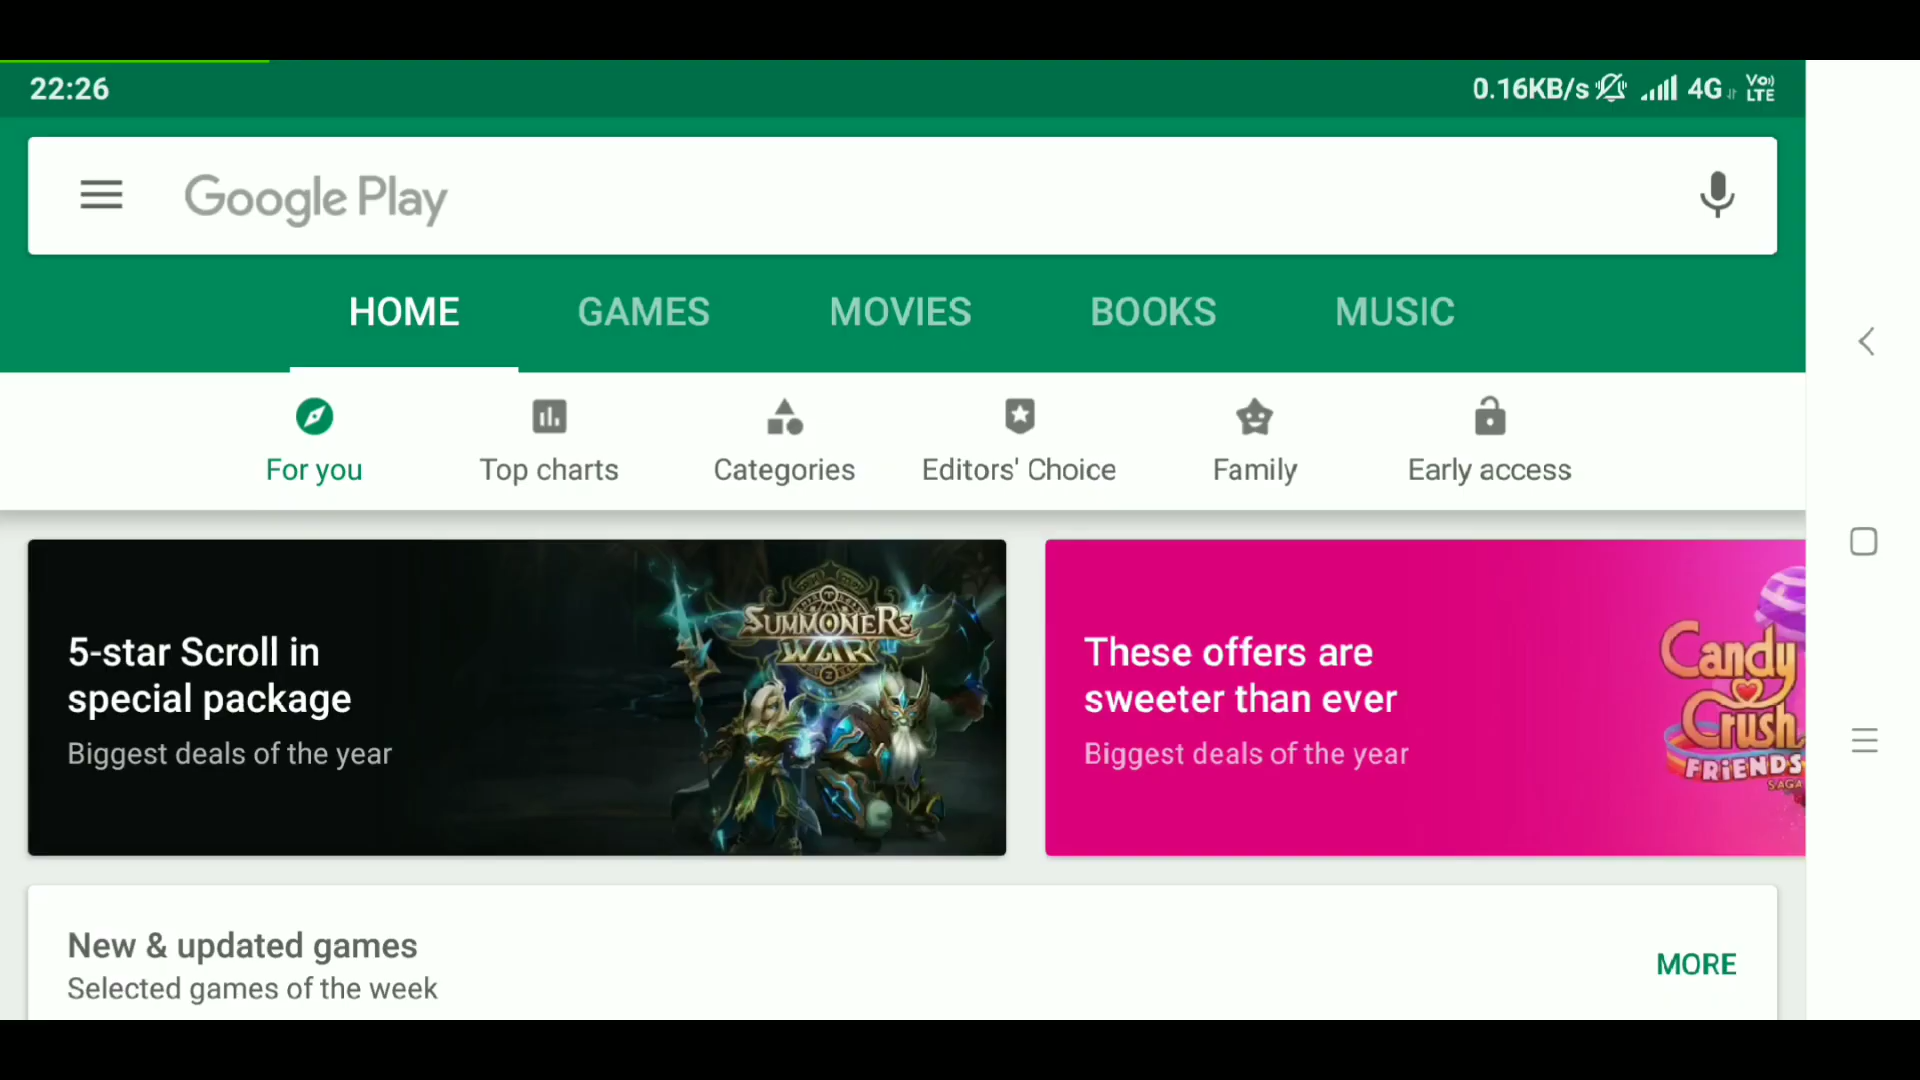 22:26
0.16KB/s 4G VoLTE
Google Play
HOME GAMES MOVIES BOOKS MUSIC
For you Top charts Categories Editors' Choice Family Early access
5-star Scroll in
special package
Biggest deals of the year
SUMMONERS
WAR
These offers are
sweeter than ever
Biggest deals of the year
Candy
Crush
FRIENDS
SAGA
New & updated games
Selected games of the week
MORE